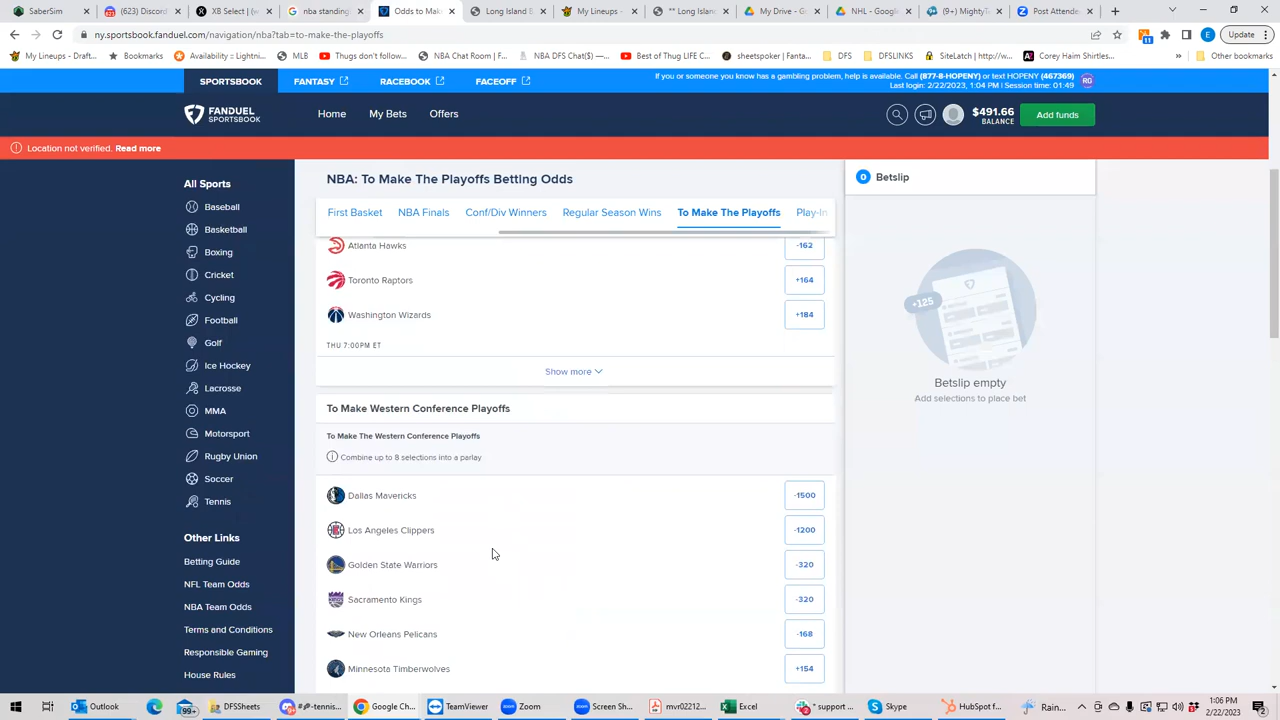 SaberSim
(623) Discord
XB Select [
nba standing
Odds to Make
Long Island S
My Lineups -
** Long Island
My Drive - G
NHL - Google
(9+) MightyT
Post Attende
ny.sportsbook.fanduel.com/navigation/nba?tab=to-make-the-playoffs
Update
My Lineups - Draft...
Bookmarks
Availability = Lightni...
MLB
Thugs don't follow...
NBA Chat Room | F...
NBA DFS Chat($) —...
Best of Thug LIFE C...
sheetspoker | Fanta...
DFS
DFSLINKS
SiteLatch | http://w...
Corey Haim Shirtles...
Other bookmarks
SPORTSBOOK
FANTASY
RACEBOOK
FACEOFF
If you or someone you know has a gambling problem, help is available. Call (877-8-HOPENY) or text HOPENY (467369)
Last login: 2/22/2023, 1:04 PM | Session time: 01:49
RG
FANDUEL
SPORTSBOOK
Home
My Bets
Offers
$491.66
BALANCE
Add funds
Location not verified. Read more
All Sports
Baseball
Basketball
Boxing
Cricket
Cycling
Football
Golf
Ice Hockey
Lacrosse
MMA
Motorsport
Rugby Union
Soccer
Tennis
Other Links
Betting Guide
NFL Team Odds
NBA Team Odds
Terms and Conditions
Responsible Gaming
House Rules
NBA: To Make The Playoffs Betting Odds
First Basket
NBA Finals
Conf/Div Winners
Regular Season Wins
To Make The Playoffs
Play-In
Atlanta Hawks
-162
Toronto Raptors
+164
Washington Wizards
+184
THU 7:00PM ET
Show more
To Make Western Conference Playoffs
To Make The Western Conference Playoffs
Combine up to 8 selections into a parlay
Dallas Mavericks
-1500
Los Angeles Clippers
-1200
Golden State Warriors
-320
Sacramento Kings
-320
New Orleans Pelicans
-168
Minnesota Timberwolves
+154
0 Betslip
+125
Betslip empty
Add selections to place bet
Outlook
99+
DFSSheets
#🎾-tennis...
Google Ch...
TeamViewer
Zoom
Screen Sh...
mvr02212...
Excel
* support ...
Skype
HubSpot f...
Rain...
1:06 PM
2/22/2023